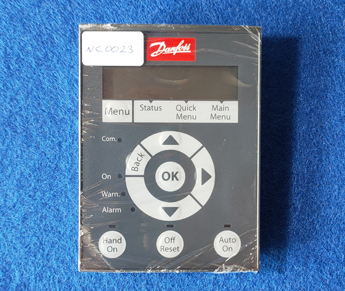 NC0023
Danfoss
Menu
Status
Quick
Menu
Main
Menu
Com.
Back
OK
On
Warn.
Alarm
Hand
On
Off
Reset
Auto
On